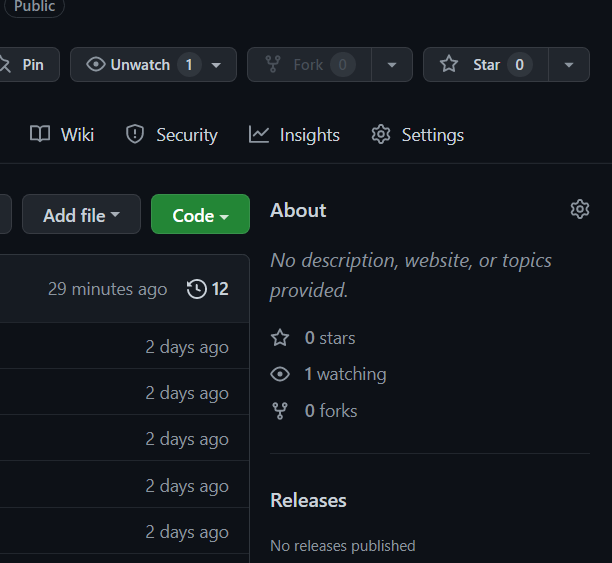 Public
Pin
Unwatch 1
Fork 0
Star 0
Wiki
Security
Insights
Settings
Add file
Code
About
No description, website, or topics
provided.
29 minutes ago
12
0 stars
2 days ago
1 watching
2 days ago
0 forks
2 days ago
2 days ago
Releases
2 days ago
No releases published